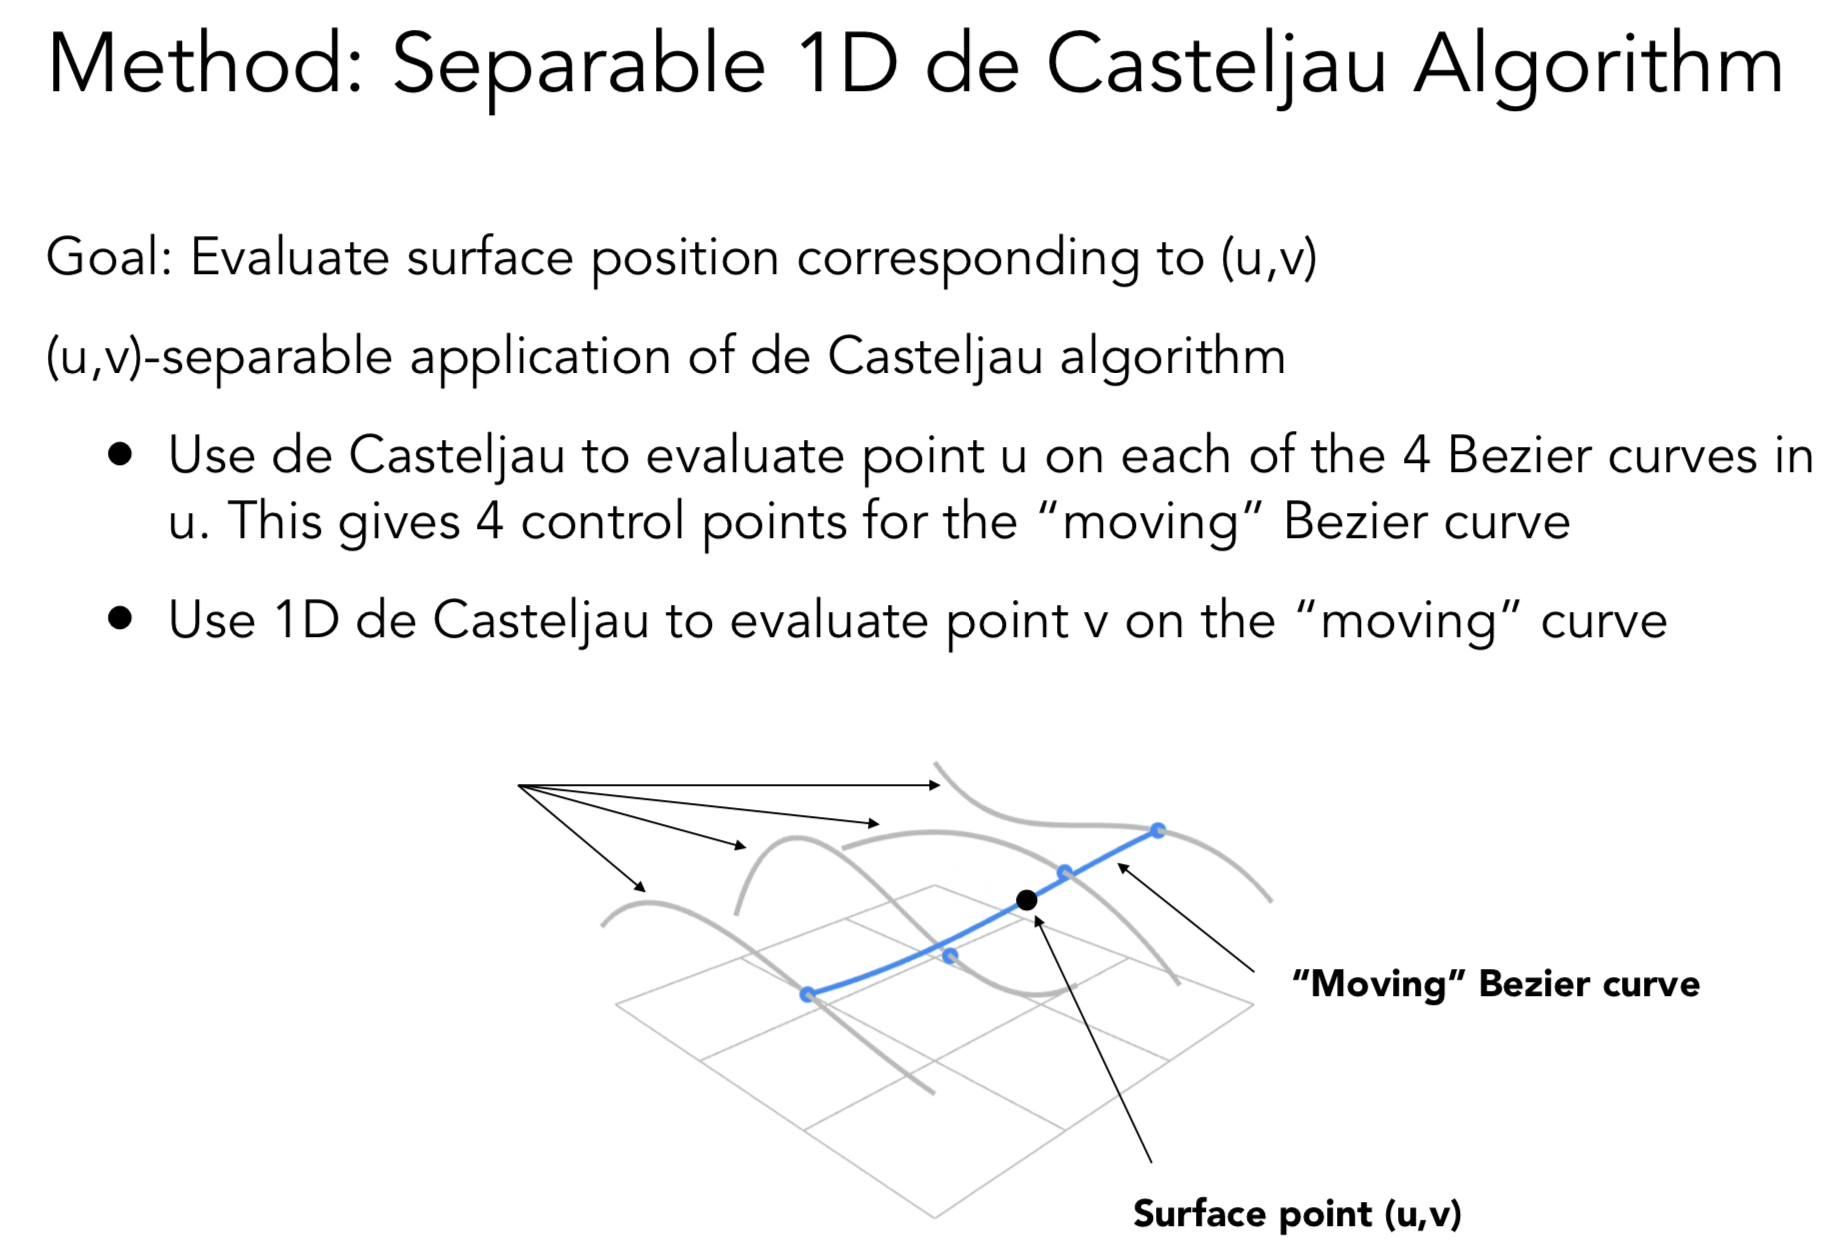 Method: Separable 1D de Casteljau Algorithm
Goal: Evaluate surface position corresponding to (u,v)
(u,v)-separable application of de Casteljau algorithm
● Use de Casteljau to evaluate point u on each of the 4 Bezier curves in
u. This gives 4 control points for the “moving” Bezier curve
● Use 1D de Casteljau to evaluate point v on the “moving” curve
“Moving” Bezier curve
Surface point (u,v)